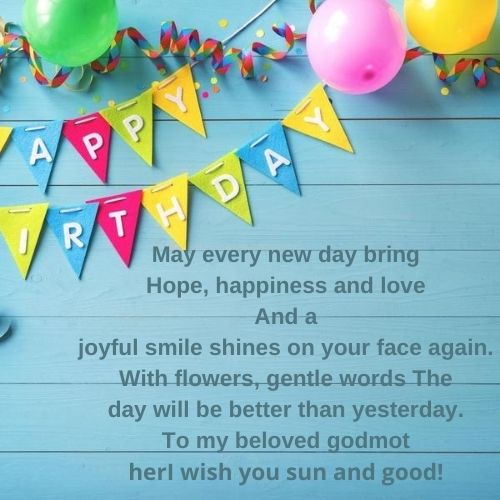 APPY
IRTHDAY
May every new day bring
Hope, happiness and love
And a
joyful smile shines on your face again.
With flowers, gentle words The
day will be better than yesterday.
To my beloved godmot
herI wish you sun and good!